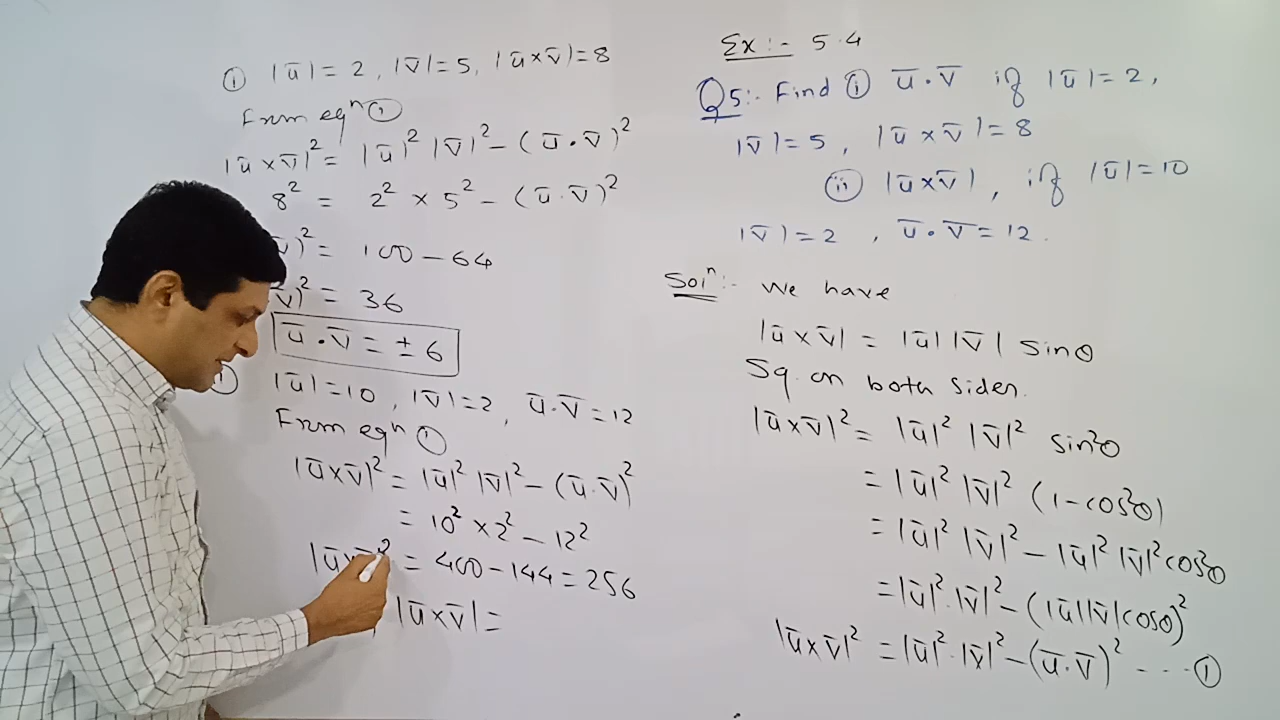 Ex :- 5.4
Q5:- Find ① ū · v̄ if |ū| = 2,
|v̄| = 5, |ū × v̄| = 8
ⅱ |ū×v̄|, if |ū| = 10
|v̄| = 2, ū · v̄ = 12.
Solⁿ :- We have
|ū × v̄| = |ū| |v̄| sinθ
Sq. on both sides.
|ū×v̄|² = |ū|² |v̄|² sin²θ
= |ū|² |v̄|² (1 - cos²θ)
= |ū|² |v̄|² - |ū|² |v̄|² cos²θ
= |ū|² · |v̄|² - (|ū||v̄| cosθ)²
|ū×v̄|² = |ū|² · |v̄|² - (ū · v̄)² ---- ①
① |ū| = 2, |v̄| = 5, |ū×v̄| = 8
From eqⁿ ①
|ū × v̄|² = |ū|² |v̄|² - (ū · v̄)²
8² = 2² × 5² - (ū · v̄)²
v̄)² = 100 - 64
v̄)² = 36
ū · v̄ = ± 6
|ū| = 10, |v̄| = 2, ū · v̄ = 12
From eqⁿ ①
|ū×v̄|² = |ū|² |v̄|² - (ū · v̄)²
= 10² × 2² - 12²
|ū× ² = 400 - 144 = 256
|ū×v̄| =